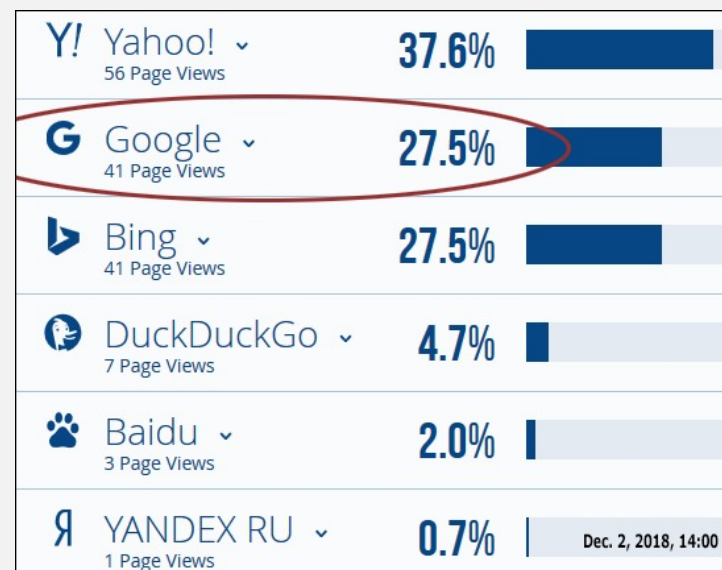 Y! Yahoo! 37.6%
56 Page Views
G Google 27.5%
41 Page Views
Bing 27.5%
41 Page Views
DuckDuckGo 4.7%
7 Page Views
Baidu 2.0%
3 Page Views
Я YANDEX RU 0.7%
1 Page Views
Dec. 2, 2018, 14:00